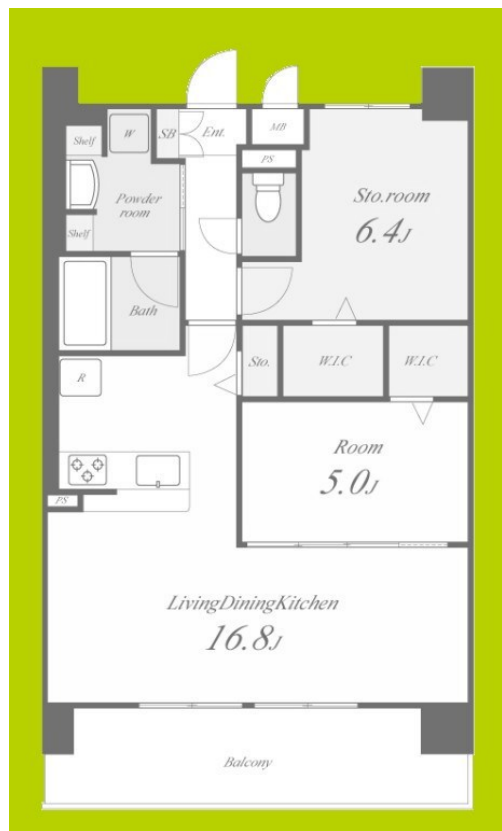 Shelf
W
SB
Ent.
MB
PS
Powder
room
Sto.room
6.4J
Shelf
Bath
R
Sto.
W.I.C
W.I.C
Room
5.0J
PS
LivingDiningKitchen
16.8J
Balcony